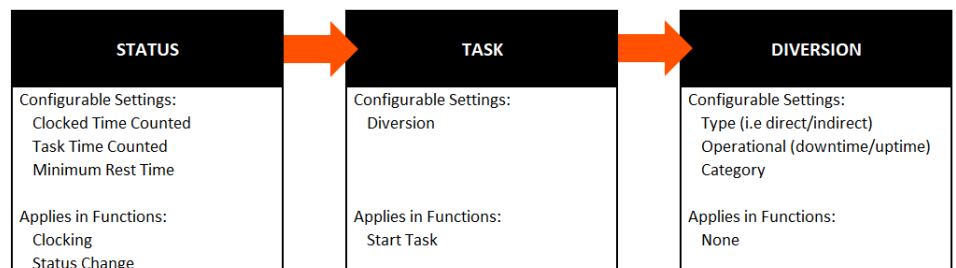 STATUS
Configurable Settings:
Clocked Time Counted
Task Time Counted
Minimum Rest Time
Applies in Functions:
Clocking
Status Change
TASK
Configurable Settings:
Diversion
Applies in Functions:
Start Task
DIVERSION
Configurable Settings:
Type (i.e direct/indirect)
Operational (downtime/uptime)
Category
Applies in Functions:
None